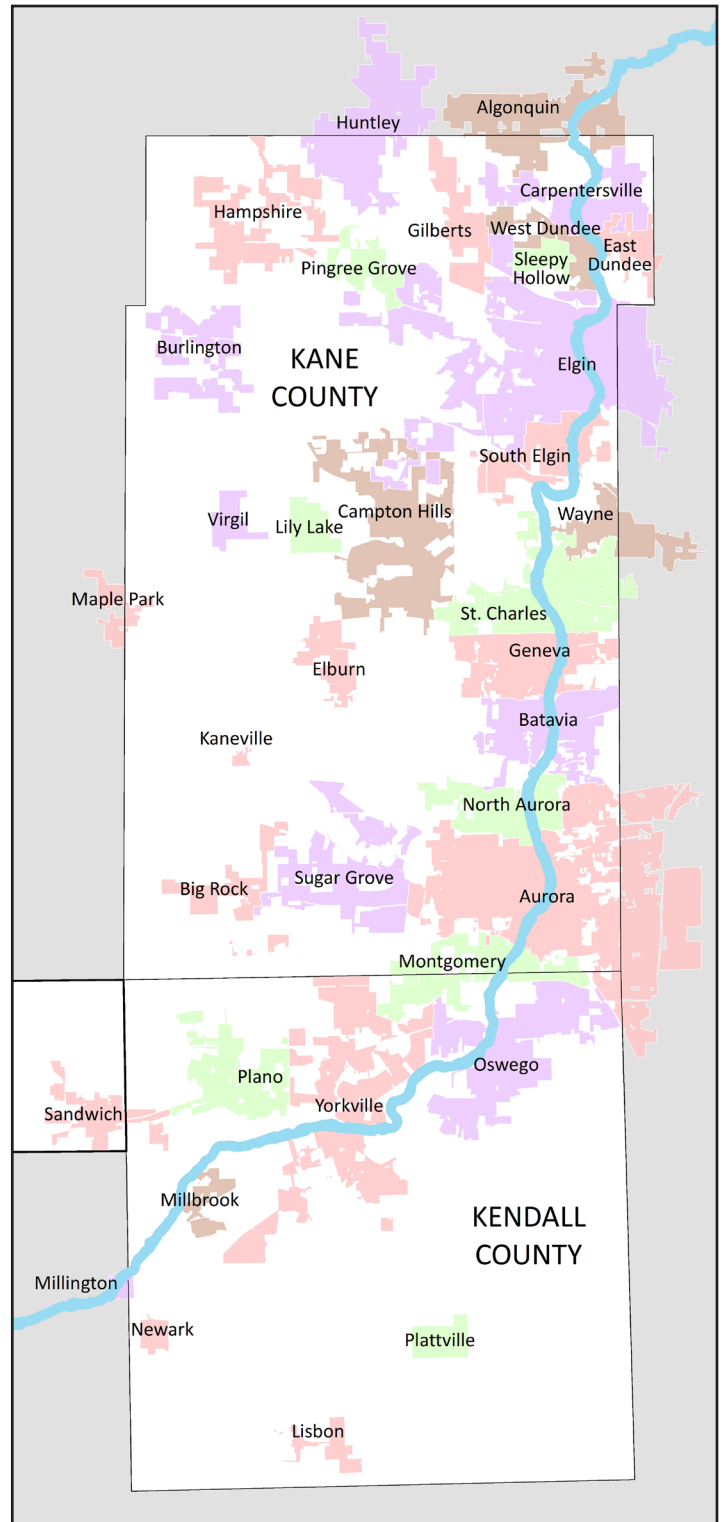 Algonquin
Huntley
Carpentersville
Hampshire
Gilberts
West Dundee
East
Dundee
Sleepy
Hollow
Pingree Grove
Burlington
KANE
COUNTY
Elgin
South Elgin
Campton Hills
Wayne
Virgil
Lily Lake
Maple Park
St. Charles
Geneva
Elburn
Batavia
Kaneville
North Aurora
Sugar Grove
Big Rock
Aurora
Montgomery
Oswego
Plano
Yorkville
Sandwich
Millbrook
KENDALL
COUNTY
Millington
Newark
Plattville
Lisbon